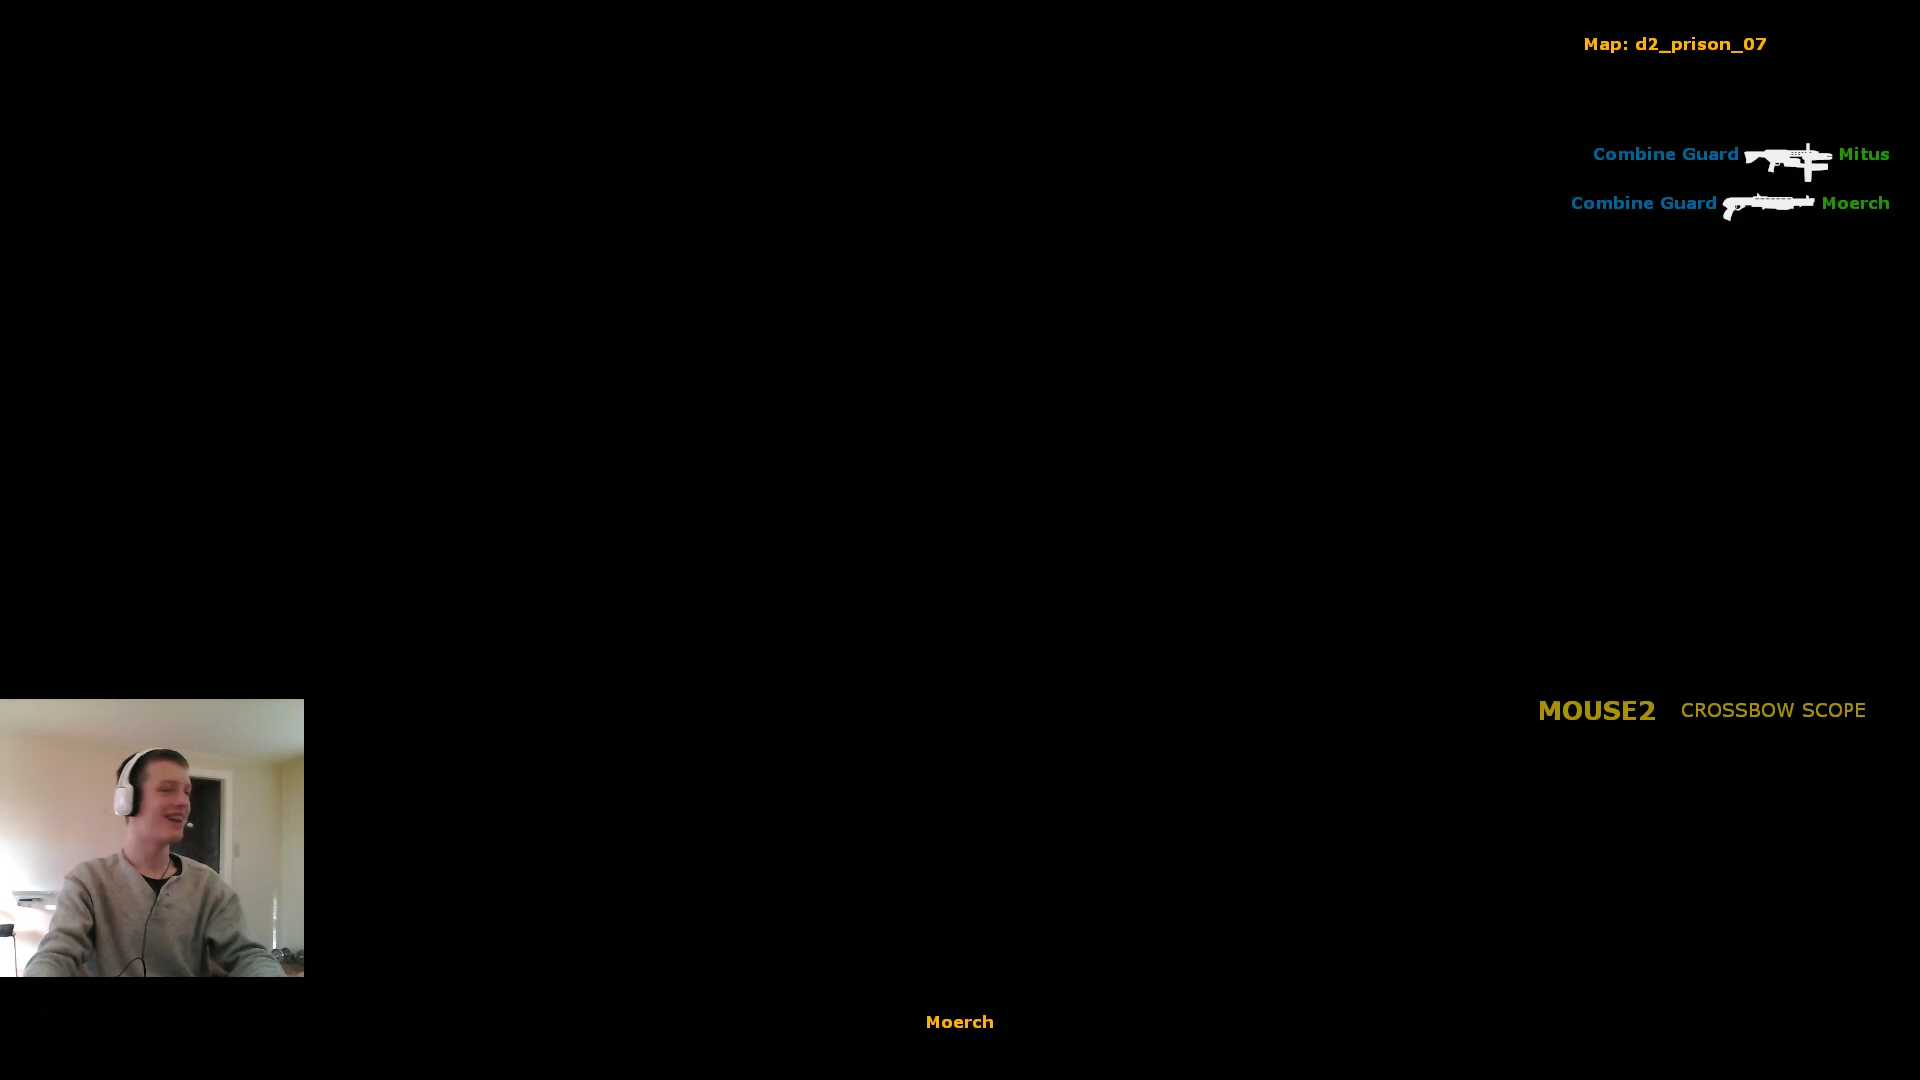 Map: d2_prison_07
Combine Guard Mitus
Combine Guard Moerch
MOUSE2 CROSSBOW SCOPE
Moerch